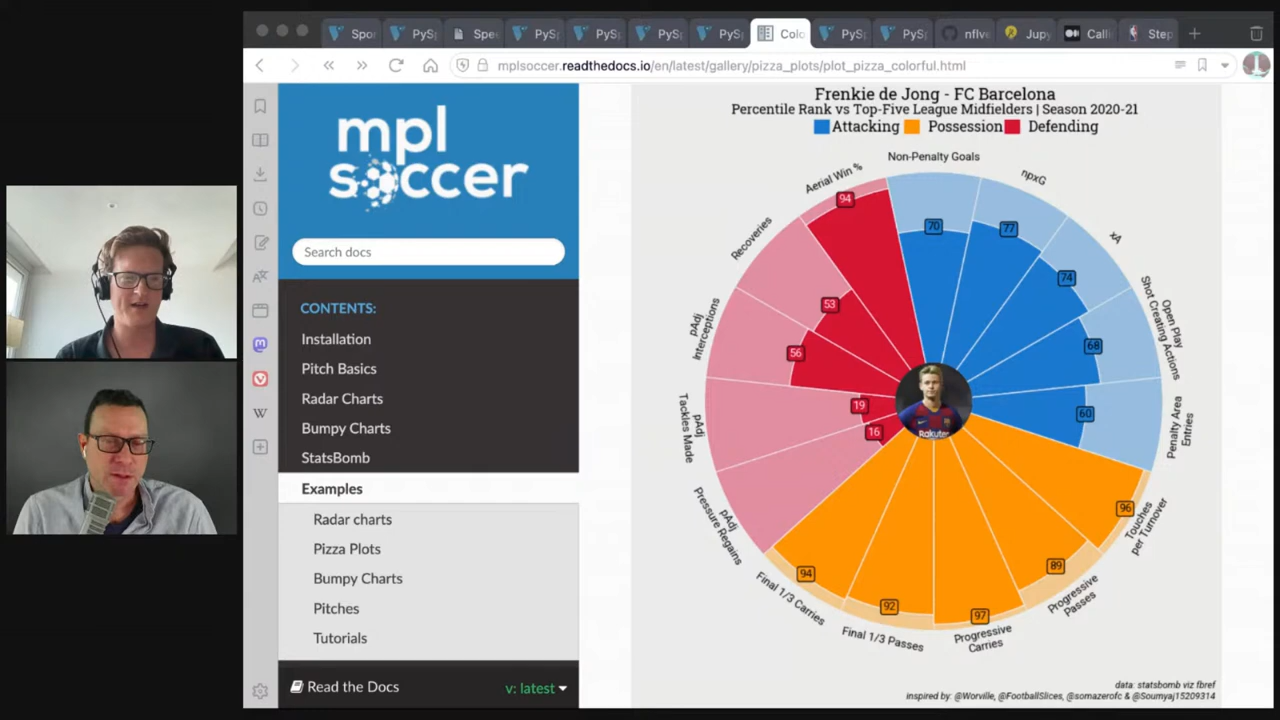 Spo
PyS
Spee
PyS
PyS
PyS
PyS
Colo
PyS
PyS
nflve
Jupy
Calli
Step
mplsoccer.readthedocs.io/en/latest/gallery/pizza_plots/plot_pizza_colorful.html
mpl
soccer
Search docs
CONTENTS:
Installation
Pitch Basics
Radar Charts
Bumpy Charts
StatsBomb
Examples
Radar charts
Pizza Plots
Bumpy Charts
Pitches
Tutorials
Read the Docs
v: latest
Frenkie de Jong - FC Barcelona
Percentile Rank vs Top-Five League Midfielders | Season 2020-21
Attacking Possession Defending
Non-Penalty Goals
70
npxG
77
xA
74
Open Play
Shot Creating Actions
68
Penalty Area
Entries
60
Touches
per Turnover
96
Progressive
Passes
89
Progressive
Carries
97
Final 1/3 Passes
92
Final 1/3 Carries
94
pAdj
Pressure Regains
16
pAdj
Tackles Made
19
pAdj
Interceptions
56
Recoveries
53
Aerial Win %
94
Rakuten
data: statsbomb viz fbref
inspired by: @Worville, @FootballSlices, @somazerofc & @Soumyaj15209314